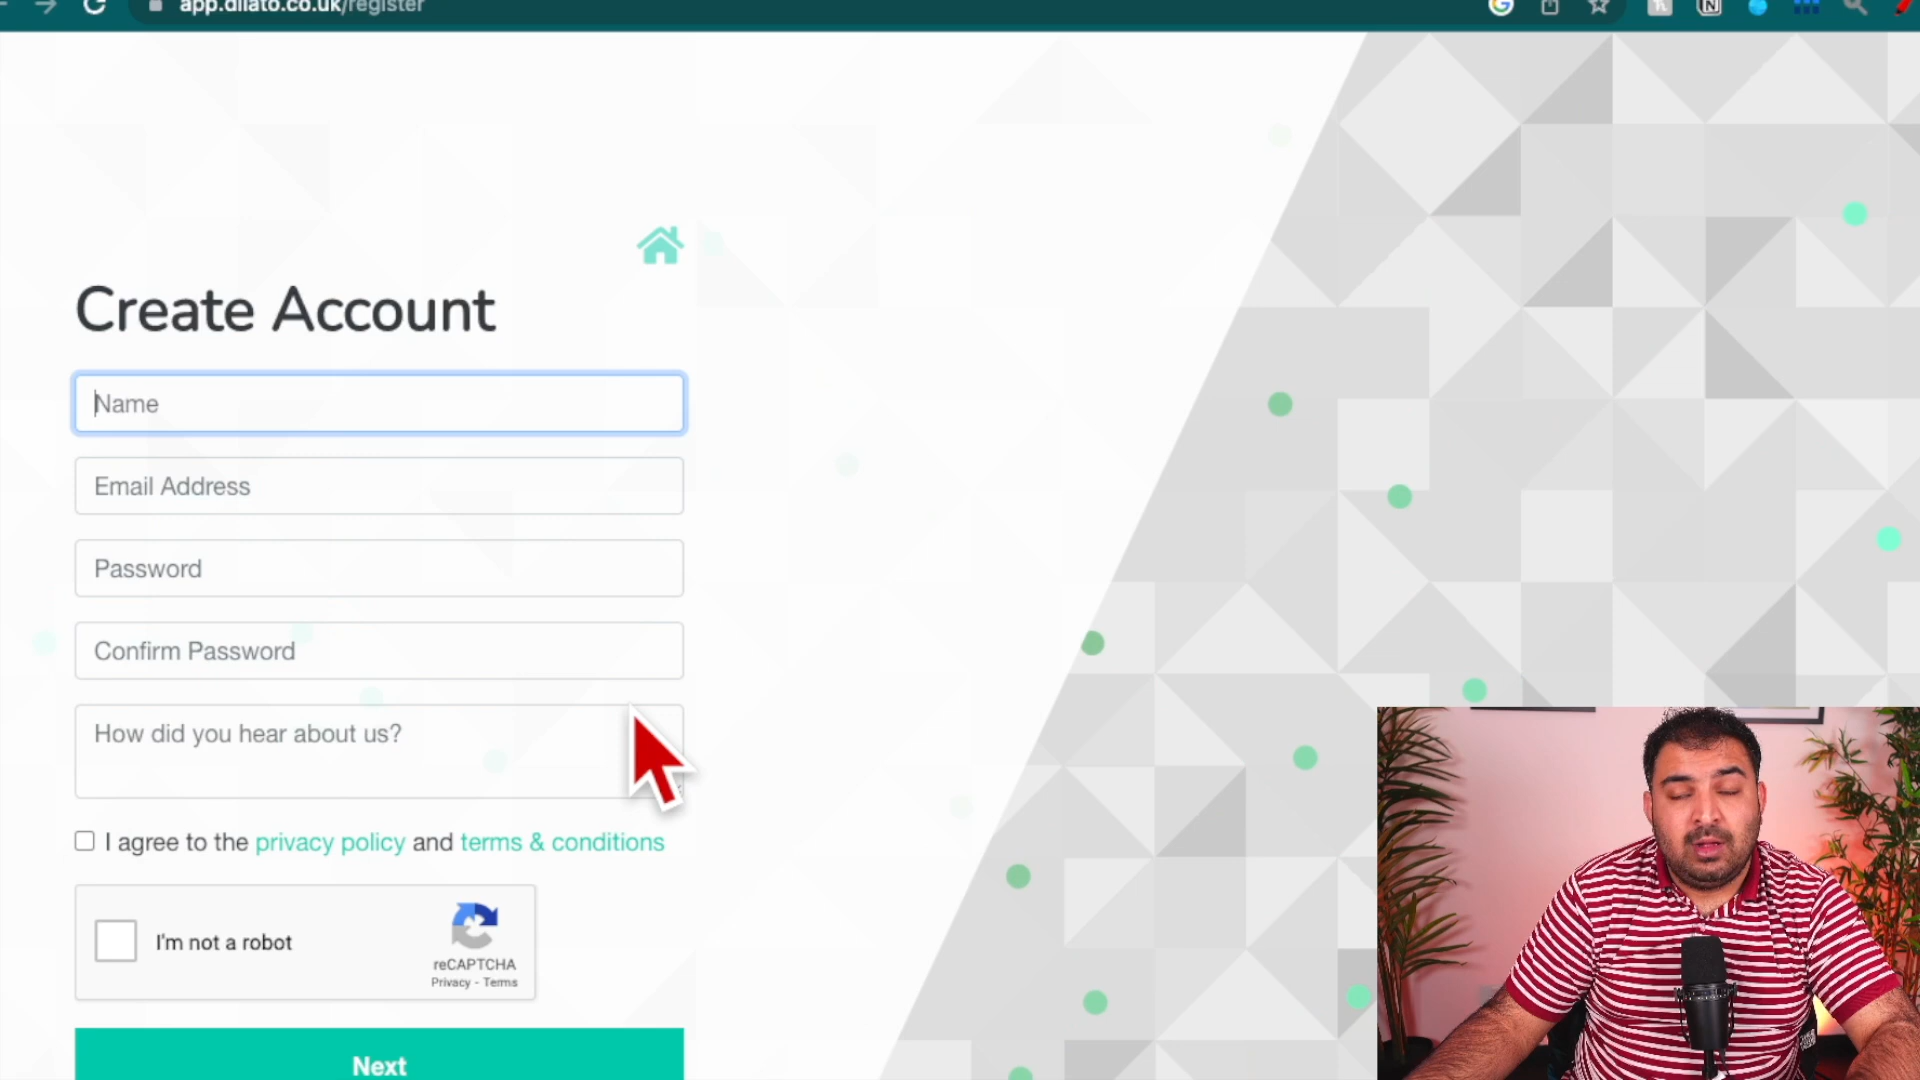 app.dilato.co.uk/register
Create Account
Name
Email Address
Password
Confirm Password
How did you hear about us?
I agree to the privacy policy and terms & conditions
I'm not a robot
reCAPTCHA
Privacy - Terms
Next